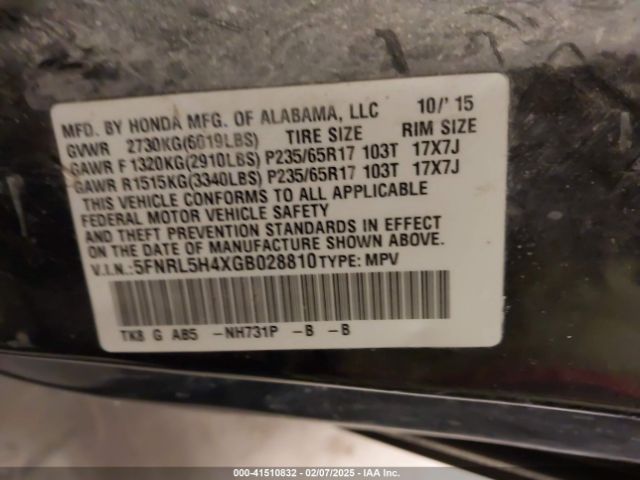 MFD. BY HONDA MFG. OF ALABAMA, LLC 10/'15
GVWR 2730KG(6019LBS) TIRE SIZE RIM SIZE
GAWR F1320KG(2910LBS) P235/65R17 103T 17X7J
GAWR R1515KG(3340LBS) P235/65R17 103T 17X7J
THIS VEHICLE CONFORMS TO ALL APPLICABLE
FEDERAL MOTOR VEHICLE SAFETY
AND THEFT PREVENTION STANDARDS IN EFFECT
ON THE DATE OF MANUFACTURE SHOWN ABOVE.
V.I.N.:5FNRL5H4XGB028810 TYPE: MPV
TK8 G AB5 -NH731P -B -B
000-41510832 - 02/07/2025 - IAA Inc.